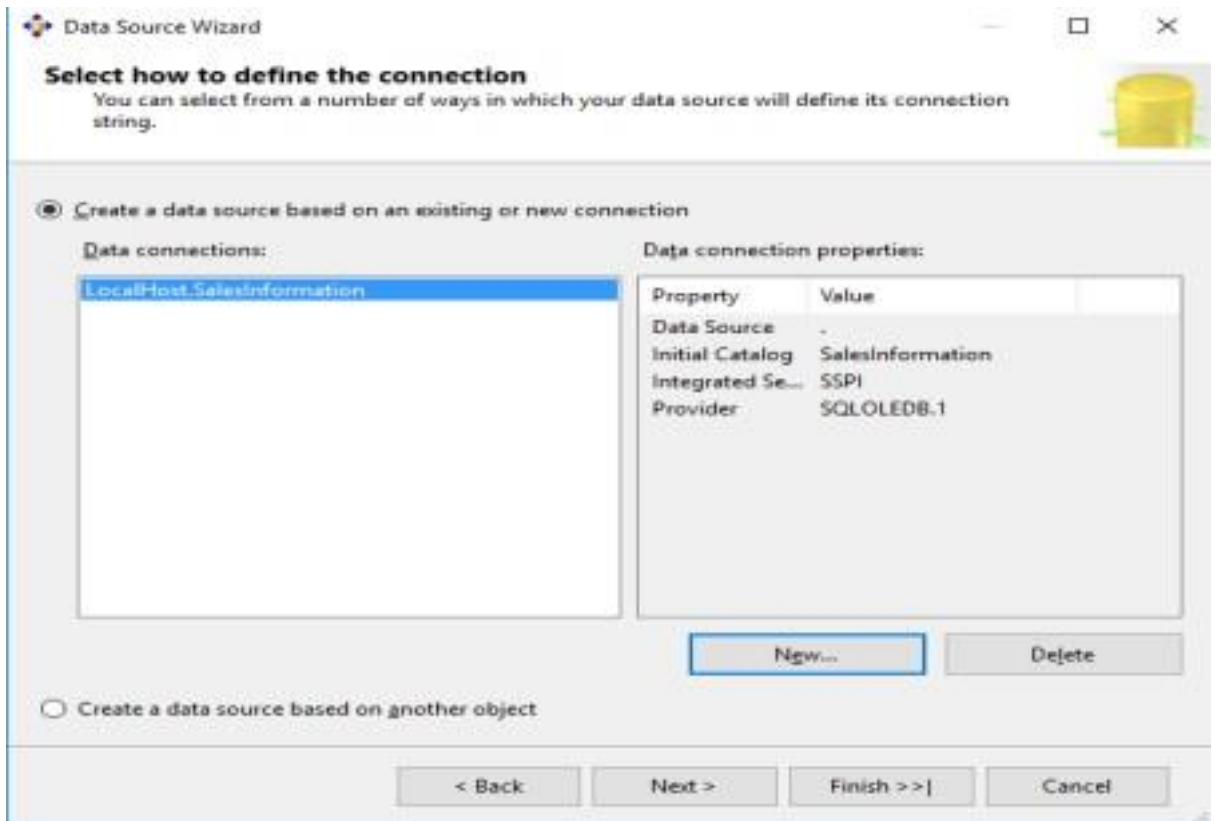 Data Source Wizard
Select how to define the connection
You can select from a number of ways in which your data source will define its connection
string.
Create a data source based on an existing or new connection
Data connections:
Data connection properties:
LocalHost.SalesInformation
Property Value
Data Source .
Initial Catalog SalesInformation
Integrated Se... SSPI
Provider SQLOLEDB.1
New...
Delete
Create a data source based on another object
< Back
Next >
Finish >>|
Cancel